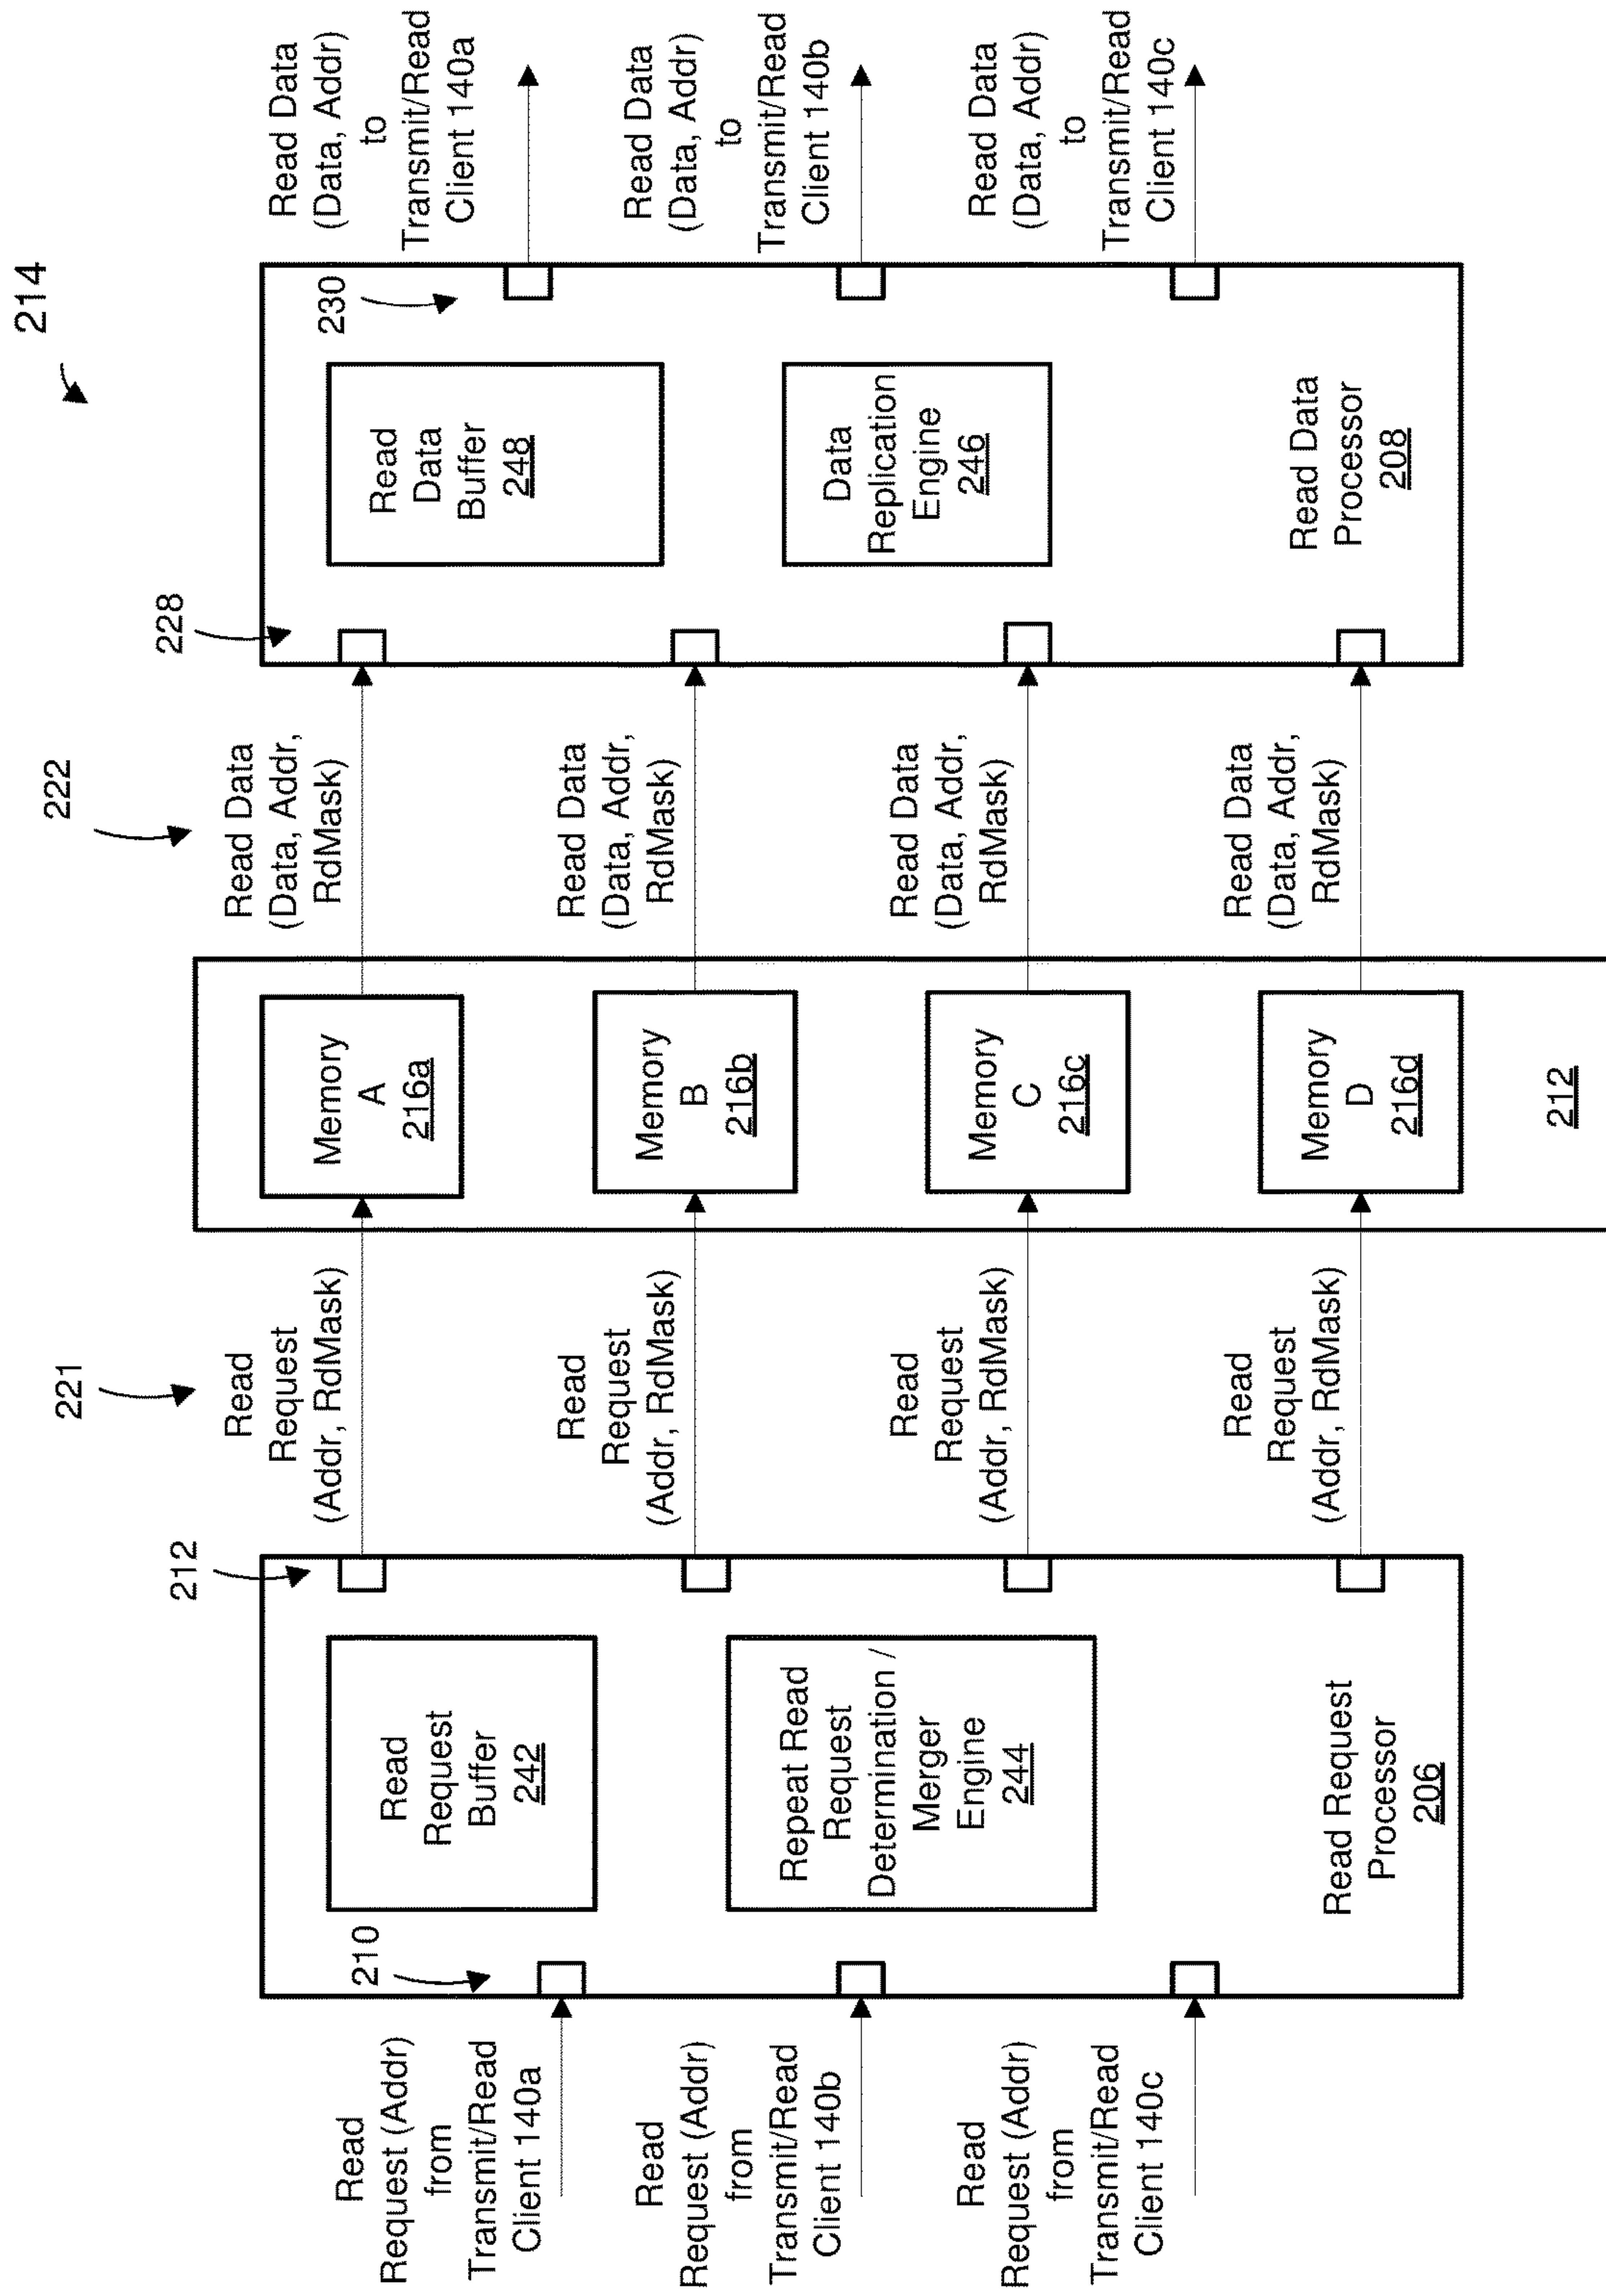 214
Read
Request (Addr)
from
Transmit/Read
Client 140a
Read
Request (Addr)
from
Transmit/Read
Client 140b
Read
Request (Addr)
from
Transmit/Read
Client 140c
210
Read
Request
Buffer
242
Repeat Read
Request
Determination /
Merger
Engine
244
Read Request
Processor
206
212
221
Read
Request
(Addr, RdMask)
Read
Request
(Addr, RdMask)
Read
Request
(Addr, RdMask)
Read
Request
(Addr, RdMask)
Memory
A
216a
Memory
B
216b
Memory
C
216c
Memory
D
216d
212
222
Read Data
(Data, Addr,
RdMask)
Read Data
(Data, Addr,
RdMask)
Read Data
(Data, Addr,
RdMask)
Read Data
(Data, Addr,
RdMask)
228
Read
Data
Buffer
248
Data
Replication
Engine
246
Read Data
Processor
208
230
Read Data
(Data, Addr)
to
Transmit/Read
Client 140a
Read Data
(Data, Addr)
to
Transmit/Read
Client 140b
Read Data
(Data, Addr)
to
Transmit/Read
Client 140c